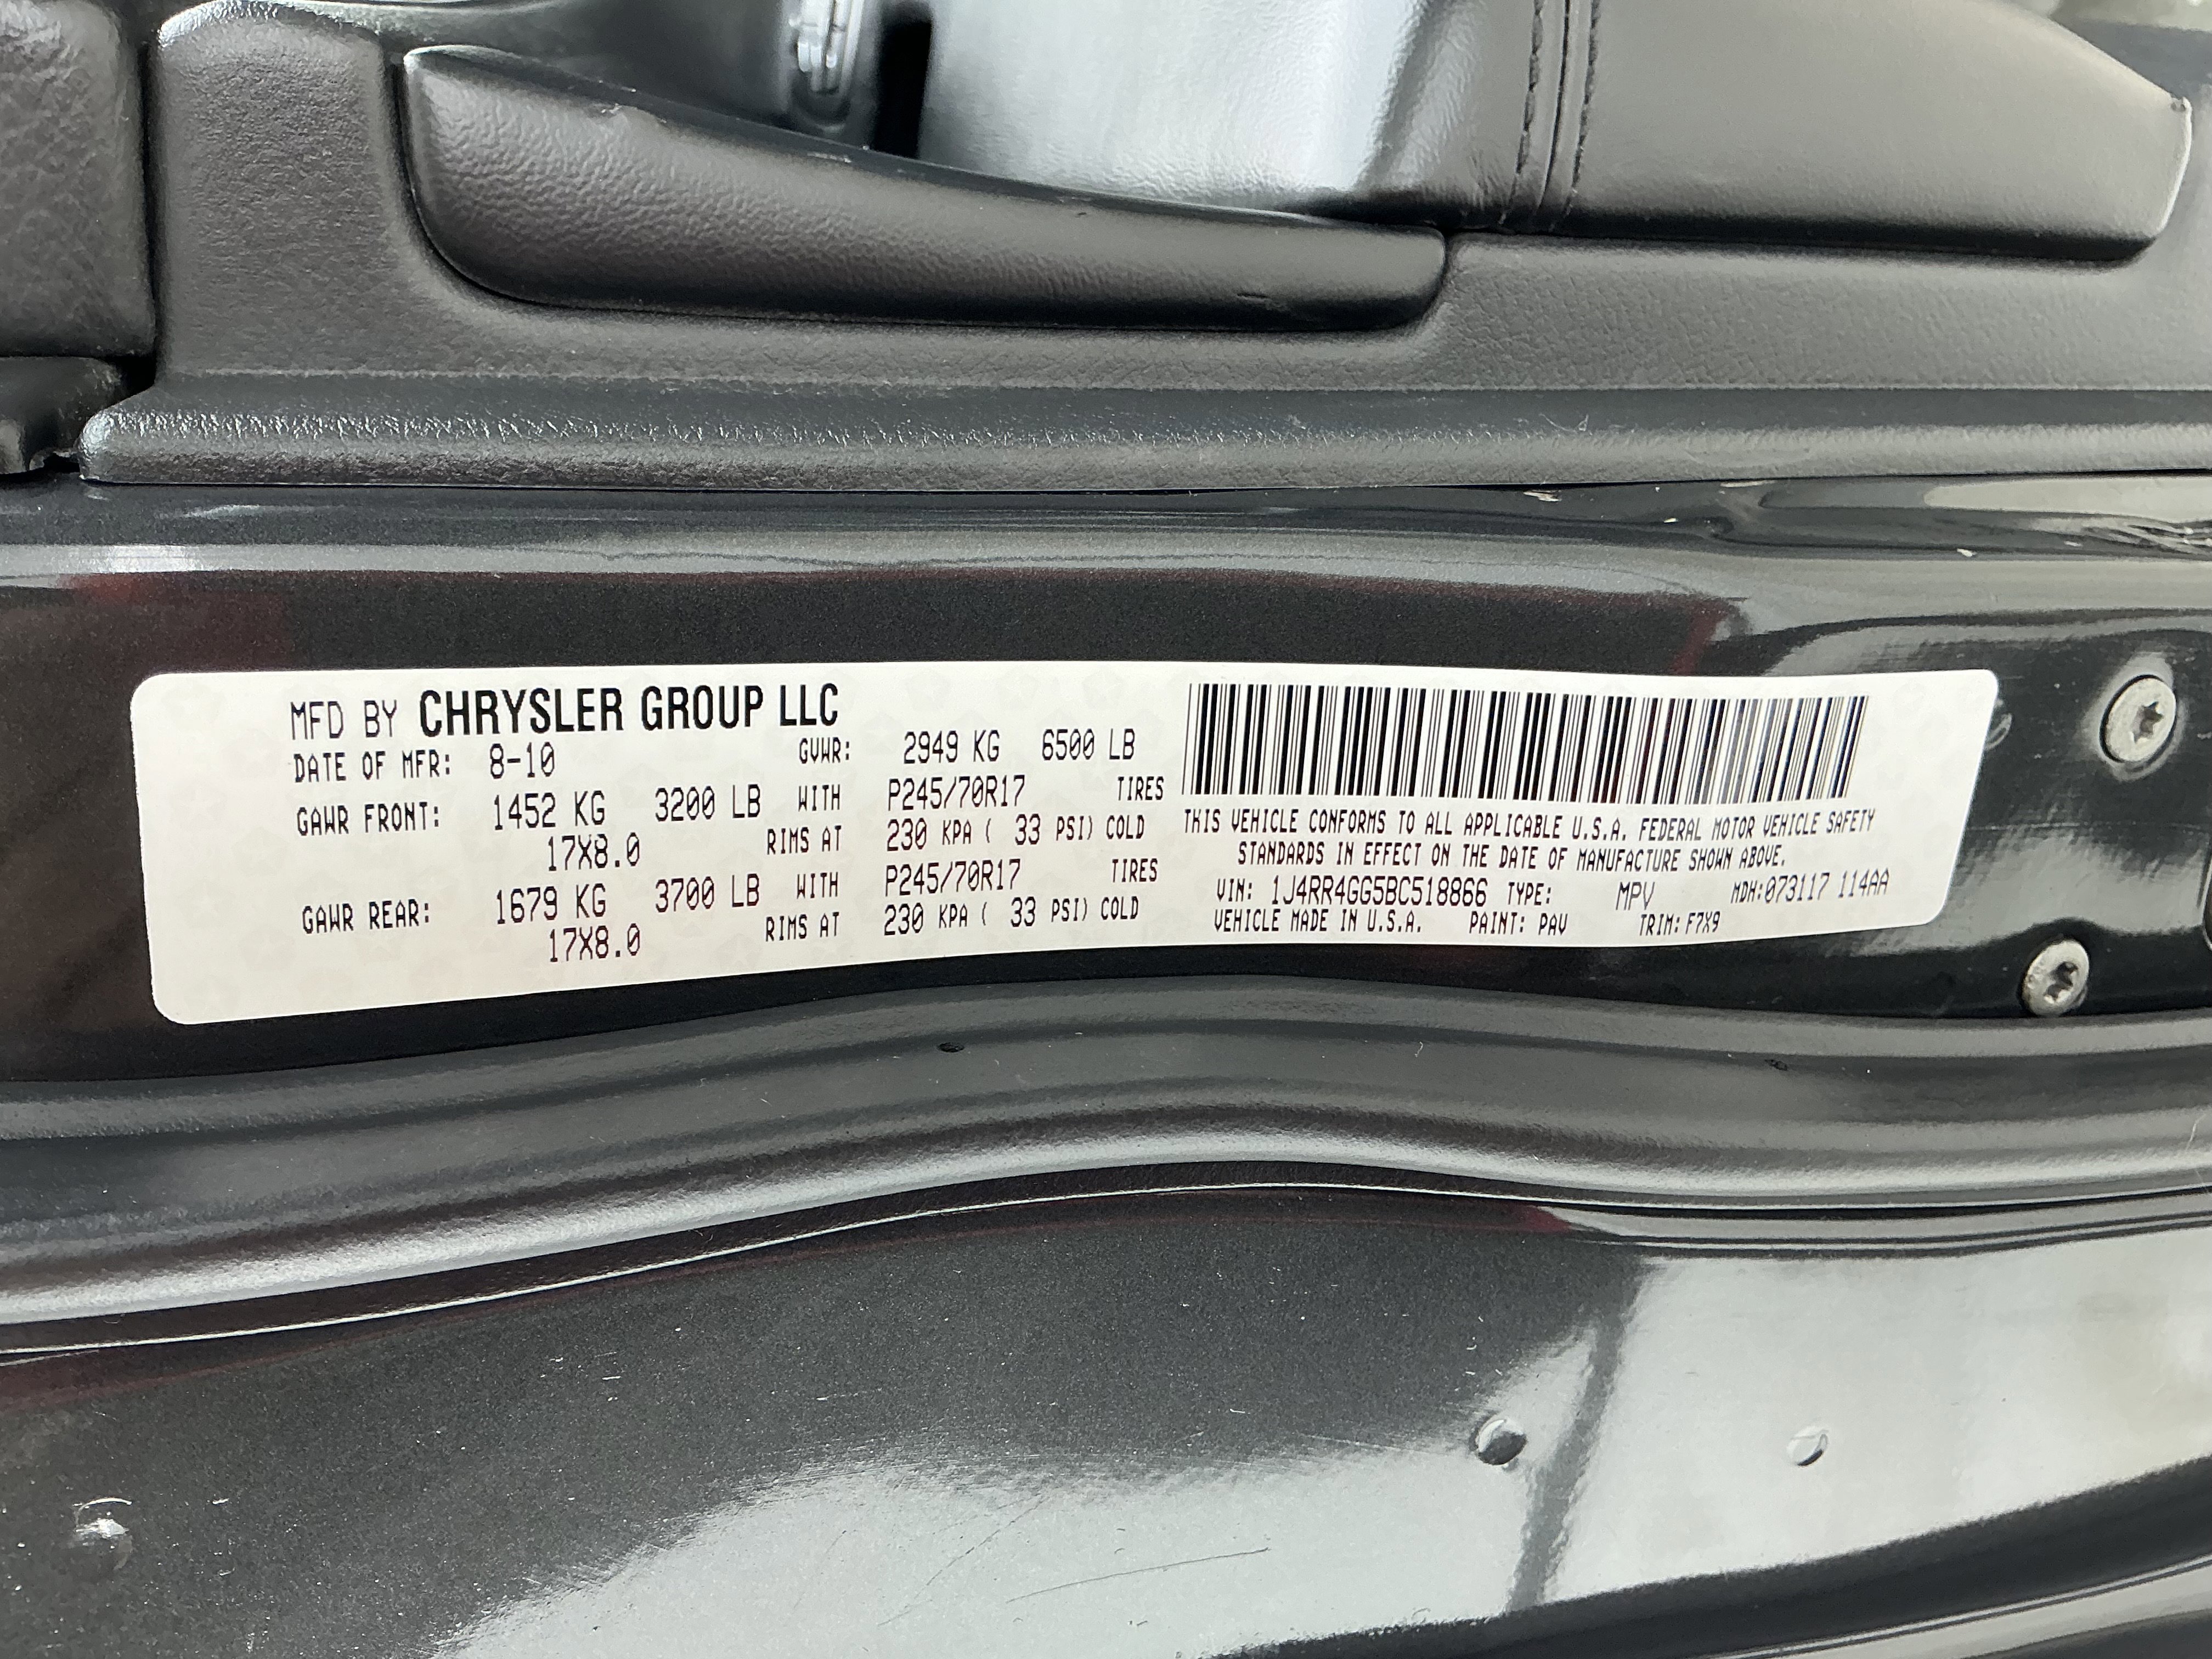 MFD BY CHRYSLER GROUP LLC
DATE OF MFR: 8-10 GVWR: 2949 KG 6500 LB
GAWR FRONT: 1452 KG 3200 LB WITH P245/70R17 TIRES
17X8.0 RIMS AT 230 KPA ( 33 PSI) COLD
GAWR REAR: 1679 KG 3700 LB WITH P245/70R17 TIRES
17X8.0 RIMS AT 230 KPA ( 33 PSI) COLD
THIS VEHICLE CONFORMS TO ALL APPLICABLE U.S.A. FEDERAL MOTOR VEHICLE SAFETY
STANDARDS IN EFFECT ON THE DATE OF MANUFACTURE SHOWN ABOVE.
VIN: 1J4RR4GG5BC518866 TYPE: MPV MDH:073117 114AA
VEHICLE MADE IN U.S.A. PAINT: PAV TRIM: F7X9